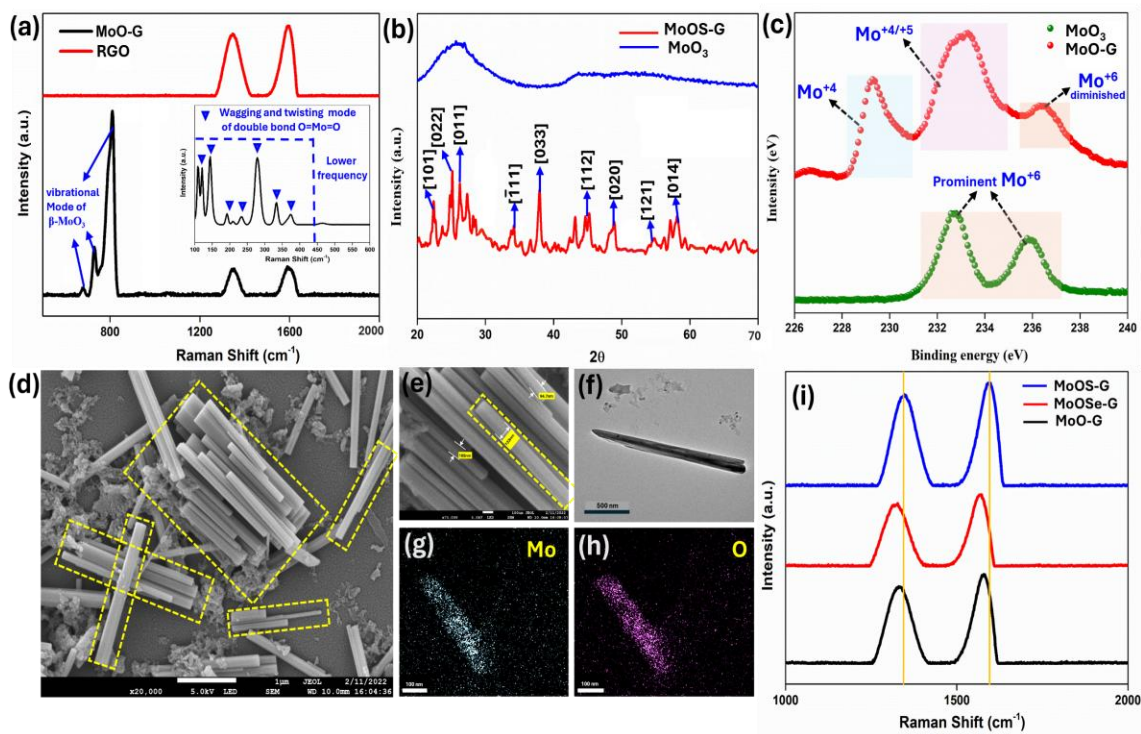 (a)
MoO-G
RGO
Intensity (a.u.)
Wagging and twisting mode
of double bond O=Mo=O
Lower
frequency
Intensity (a.u.)
100 150 200 250 300 350 400 450 500 550 600
Raman Shift (cm-1)
vibrational
Mode of
β-MoO3
800 1200 1600 2000
Raman Shift (cm-1)
(b)
MoOS-G
MoO3
Intensity (a.u.)
[101]
[022]
[011]
[1̄11]
[033]
[112]
[020]
[121]
[014]
20 30 40 50 60 70
2θ
(c)
MoO3
MoO-G
Intensity (eV)
Mo+4
Mo+4/+5
Mo+6
diminished
Prominent Mo+6
226 228 230 232 234 236 238 240
Binding energy (eV)
(d)
1μm JEOL 2/11/2022
x20,000 5.0kV LED SEM WD 10.0mm 16:04:36
(e)
(f)
500 nm
(g)
Mo
100 nm
(h)
O
100 nm
(i)
MoOS-G
MoOSe-G
MoO-G
Intensity (a.u.)
1000 1500 2000
Raman Shift (cm-1)